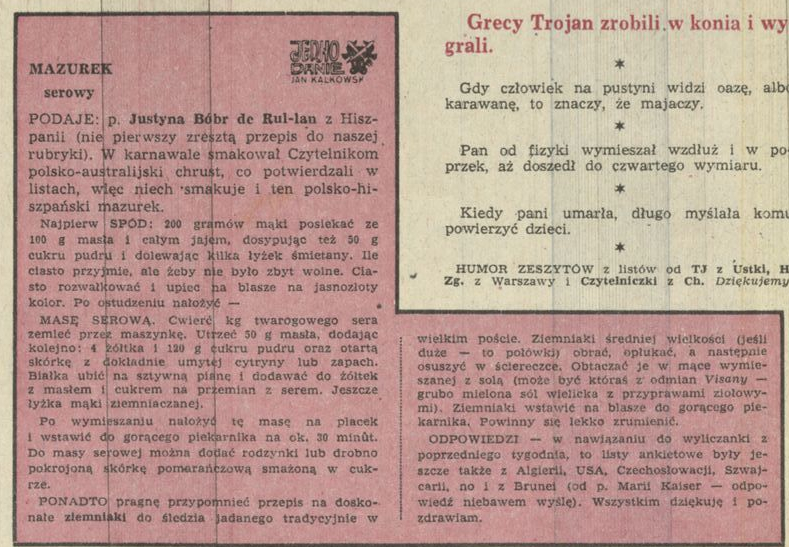 JEDNO
DANIE
JAN KALKOWSKI
MAZUREK
serowy
PODAJE: p. Justyna Bóbr de Rul-lan z Hisz-
panii (nie pierwszy zresztą przepis do naszej
rubryki). W karnawale smakował Czytelnikom
polsko-australijski chrust, co potwierdzali w
listach, więc niech smakuje i ten polsko-hi-
szpański mazurek.
Najpierw SPÓD: 200 gramów mąki posiekać ze
100 g masła i całym jajem, dosypując też 50 g
cukru pudru i dolewając kilka łyżek śmietany. Ile
ciasto przyjmie, ale żeby nie było zbyt wolne. Cia-
sto rozwałkować i upiec na blasze na jasnozłoty
kolor. Po ostudzeniu nałożyć —
MASĘ SEROWĄ. Ćwierć kg twarogowego sera
zemleć przez maszynkę. Utrzeć 50 g masła, dodając
kolejno: 4 żółtka i 120 g cukru pudru oraz otartą
skórkę z dokładnie umytej cytryny lub zapach.
Białka ubić na sztywną pianę i dodawać do żółtek
z masłem i cukrem na przemian z serem. Jeszcze
łyżka mąki ziemniaczanej.
Po wymieszaniu nałożyć tę masę na placek
i wstawić do gorącego piekarnika na ok. 30 minut.
Do masy serowej można dodać rodzynki lub drobno
pokrojoną skórkę pomarańczową smażoną w cuk-
rze.
PONADTO pragnę przypomnieć przepis na dosko-
nałe ziemniaki do śledzia jadanego tradycyjnie w
wielkim poście. Ziemniaki średniej wielkości (jeśli
duże — to połówki) obrać, opłukać, a następnie
osuszyć w ściereczce. Obtaczać je w mące wymie-
szanej z solą (może być któraś z odmian Visany —
grubo mielona sól wielicka z przyprawami ziołowy-
mi). Ziemniaki wstawić na blasze do gorącego pie-
karnika. Powinny się lekko zrumienić.
ODPOWIEDZI — w nawiązaniu do wyliczanki z
poprzedniego tygodnia, to listy ankietowe były je-
szcze także z Algierii, USA, Czechosłowacji, Szwaj-
carii, no i z Brunei (od p. Marii Kaiser — odpo-
wiedź niebawem wyślę). Wszystkim dziękuję i po-
zdrawiam.
Grecy Trojan zrobili w konia i wy
grali.
Gdy człowiek na pustyni widzi oazę, alb
karawanę, to znaczy, że majaczy.
Pan od fizyki wymieszał wzdłuż i w po
przek, aż doszedł do czwartego wymiaru.
Kiedy pani umarła, długo myślała komu
powierzyć dzieci.
HUMOR ZESZYTÓW z listów od TJ z Ustki, H
Zg. z Warszawy i Czytelniczki z Ch. Dziękujemy